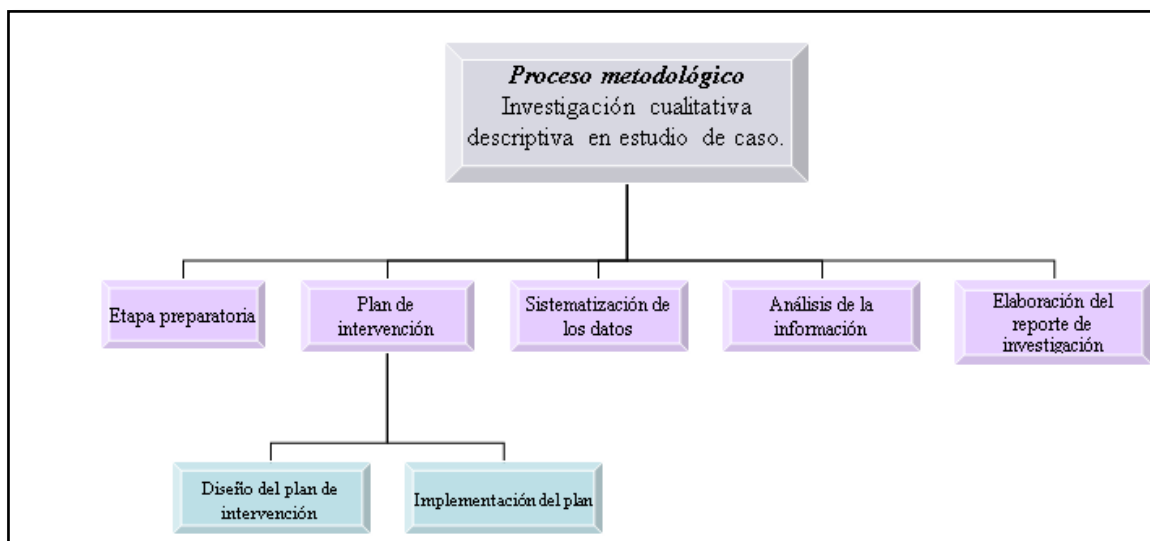 Proceso metodológico
Investigación cualitativa
descriptiva en estudio de caso.
Etapa preparatoria
Plan de
intervención
Sistematización de
los datos
Análisis de la
información
Elaboración del
reporte de
investigación
Diseño del plan de
intervención
Implementación del plan